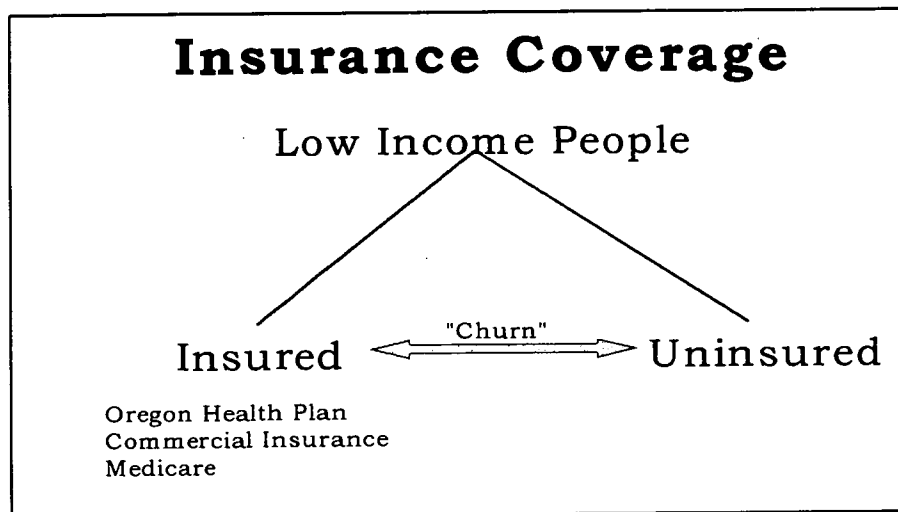 Insurance Coverage
Low Income People
"Churn"
Insured
Uninsured
Oregon Health Plan
Commercial Insurance
Medicare